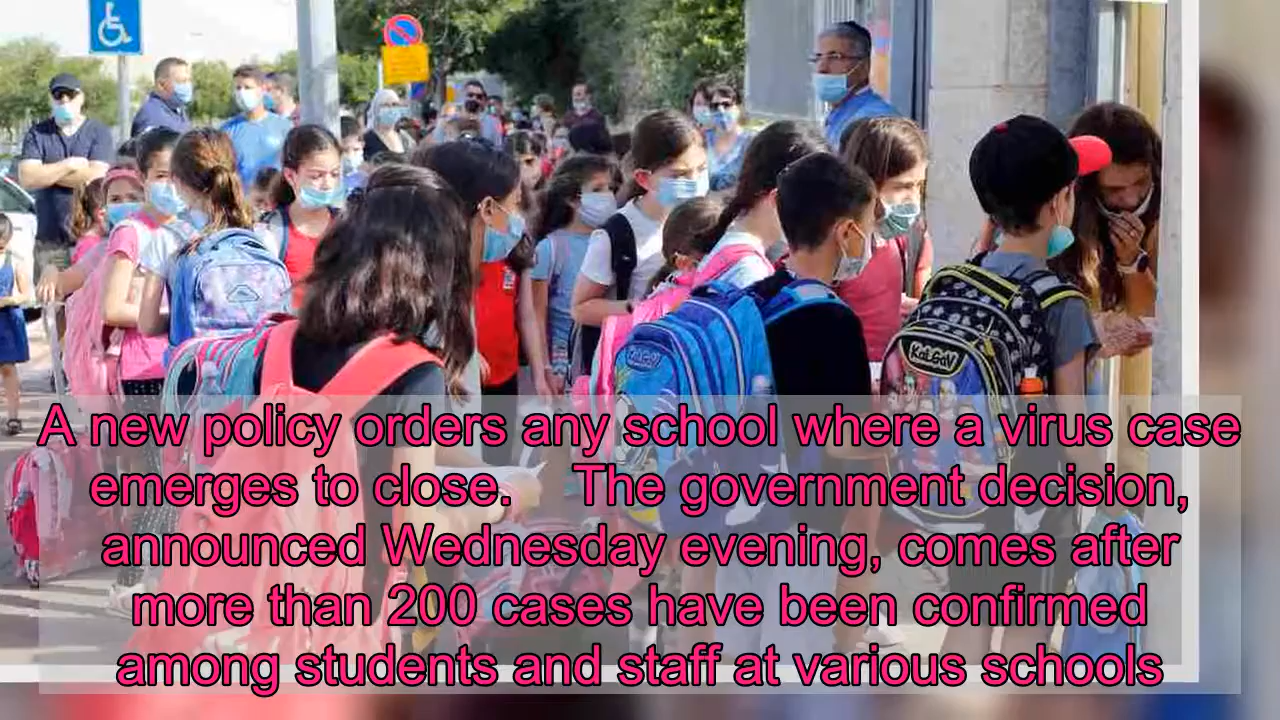 KaLGaV
A new policy orders any school where a virus case
emerges to close. The government decision,
announced Wednesday evening, comes after
more than 200 cases have been confirmed
among students and staff at various schools